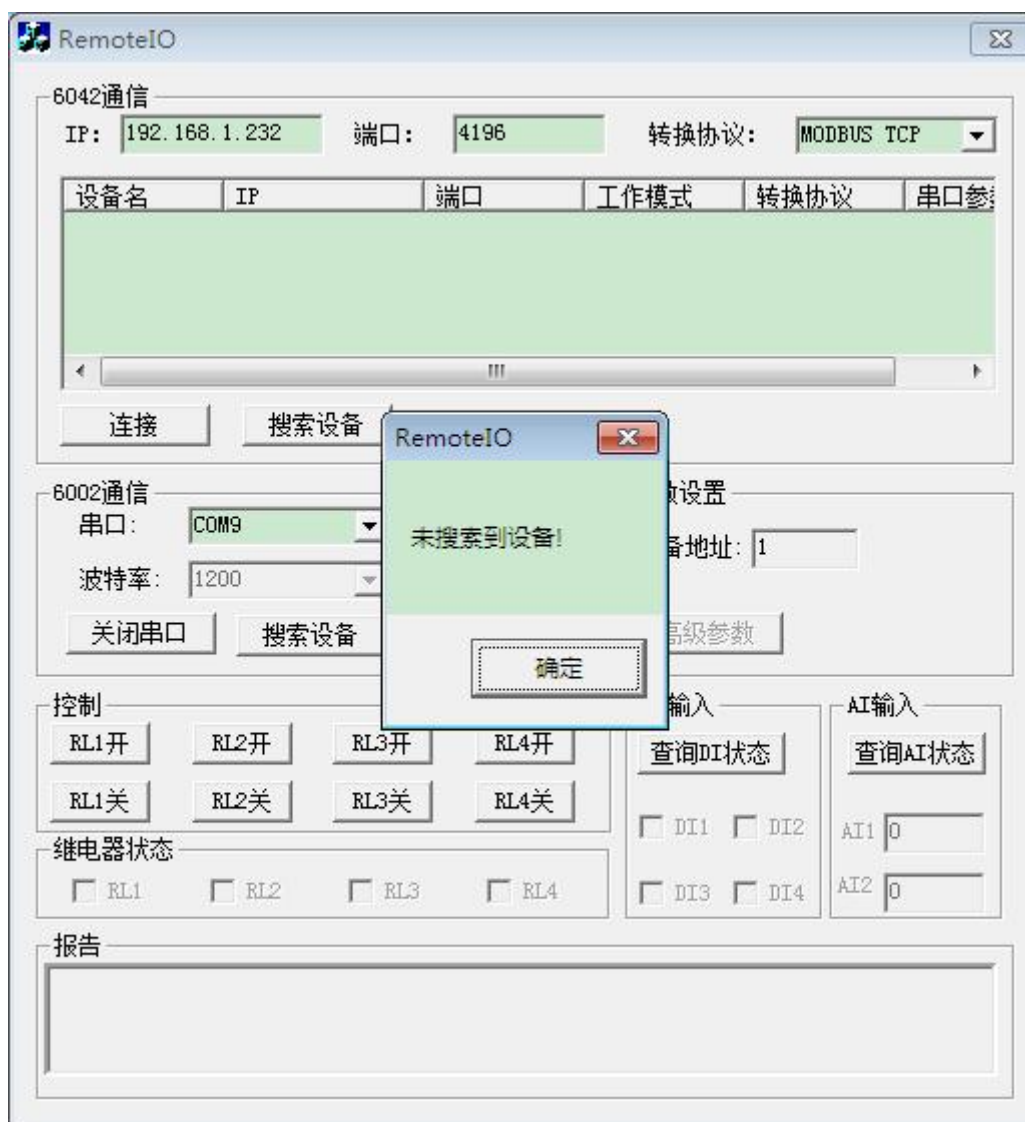 RemoteIO
6042通信
IP: 192.168.1.232 端口: 4196 转换协议: MODBUS TCP
设备名 IP 端口 工作模式 转换协议 串口参
连接 搜索设备
RemoteIO
未搜索到设备!
确定
6002通信
串口: COM9
波特率: 1200
关闭串口 搜索设备
设置
地址: 1
高级参数
控制
RL1开 RL2开 RL3开 RL4开
RL1关 RL2关 RL3关 RL4关
继电器状态
RL1 RL2 RL3 RL4
输入
查询DI状态
DI1 DI2
DI3 DI4
AI输入
查询AI状态
AI1 0
AI2 0
报告